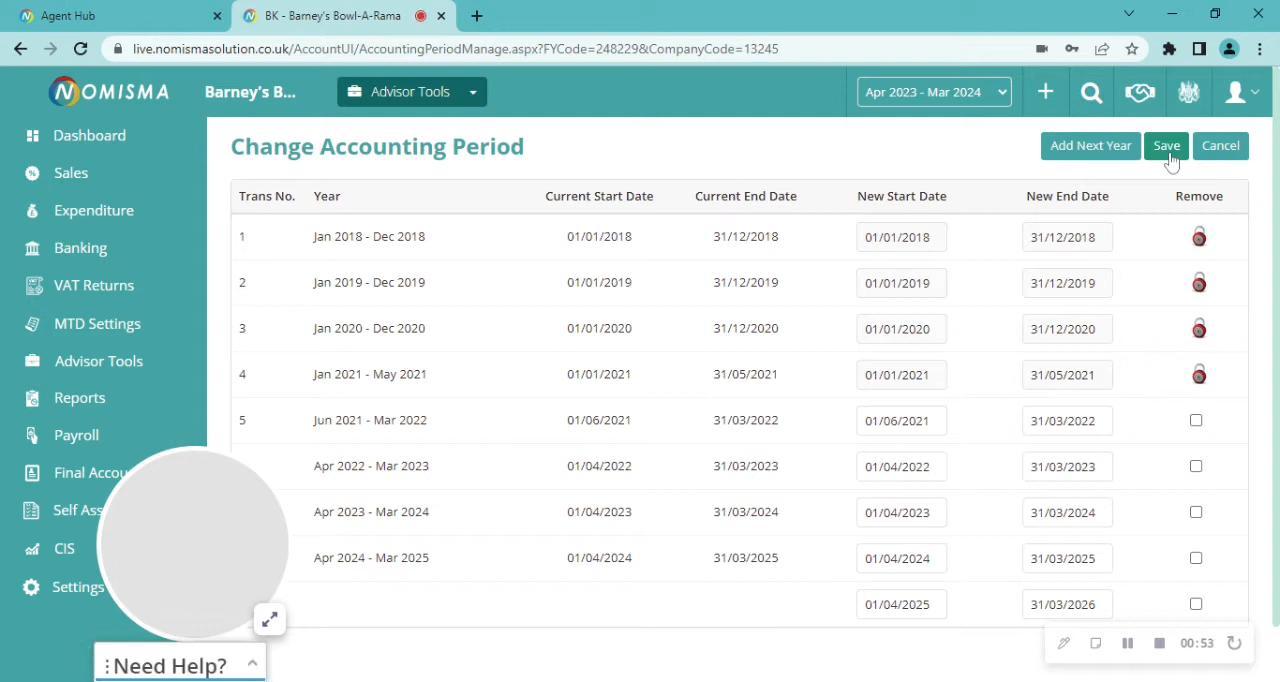 Agent Hub
BK - Barney's Bowl-A-Rama
live.nomismasolution.co.uk/AccountUI/AccountingPeriodManage.aspx?FYCode=248229&CompanyCode=13245
NOMISMA
Barney's B...
Advisor Tools
Apr 2023 - Mar 2024
Dashboard
Sales
Expenditure
Banking
VAT Returns
MTD Settings
Advisor Tools
Reports
Payroll
Final Accou
Self Ass
CIS
Settings
Change Accounting Period
Add Next Year Save Cancel
Trans No. Year Current Start Date Current End Date New Start Date New End Date Remove
1 Jan 2018 - Dec 2018 01/01/2018 31/12/2018 01/01/2018 31/12/2018
2 Jan 2019 - Dec 2019 01/01/2019 31/12/2019 01/01/2019 31/12/2019
3 Jan 2020 - Dec 2020 01/01/2020 31/12/2020 01/01/2020 31/12/2020
4 Jan 2021 - May 2021 01/01/2021 31/05/2021 01/01/2021 31/05/2021
5 Jun 2021 - Mar 2022 01/06/2021 31/03/2022 01/06/2021 31/03/2022
Apr 2022 - Mar 2023 01/04/2022 31/03/2023 01/04/2022 31/03/2023
Apr 2023 - Mar 2024 01/04/2023 31/03/2024 01/04/2023 31/03/2024
Apr 2024 - Mar 2025 01/04/2024 31/03/2025 01/04/2024 31/03/2025
01/04/2025 31/03/2026
00:53
Need Help?